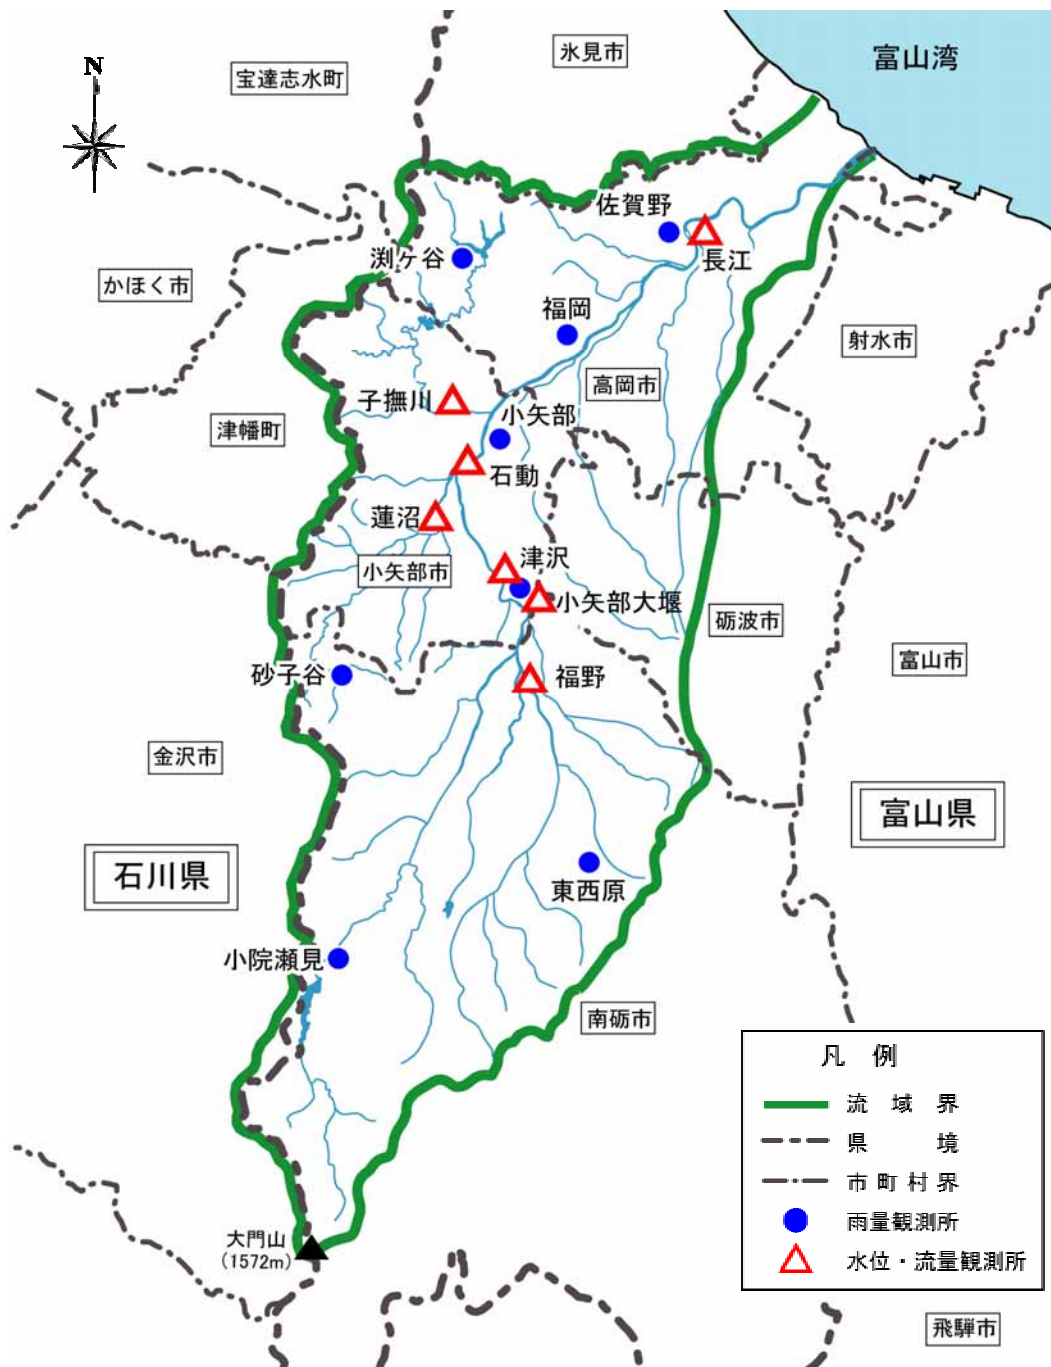 氷見市
富山湾
N
宝達志水町
佐賀野
長江
渕ヶ谷
かほく市
福岡
射水市
高岡市
子撫川
小矢部
津幡町
石動
蓮沼
津沢
小矢部市
小矢部大堰
砺波市
富山市
砂子谷
福野
金沢市
富山県
石川県
東西原
小院瀬見
南砺市
凡 例
流 域 界
県 境
市 町 村 界
雨量観測所
水位・流量観測所
大門山
(1572m)
飛騨市